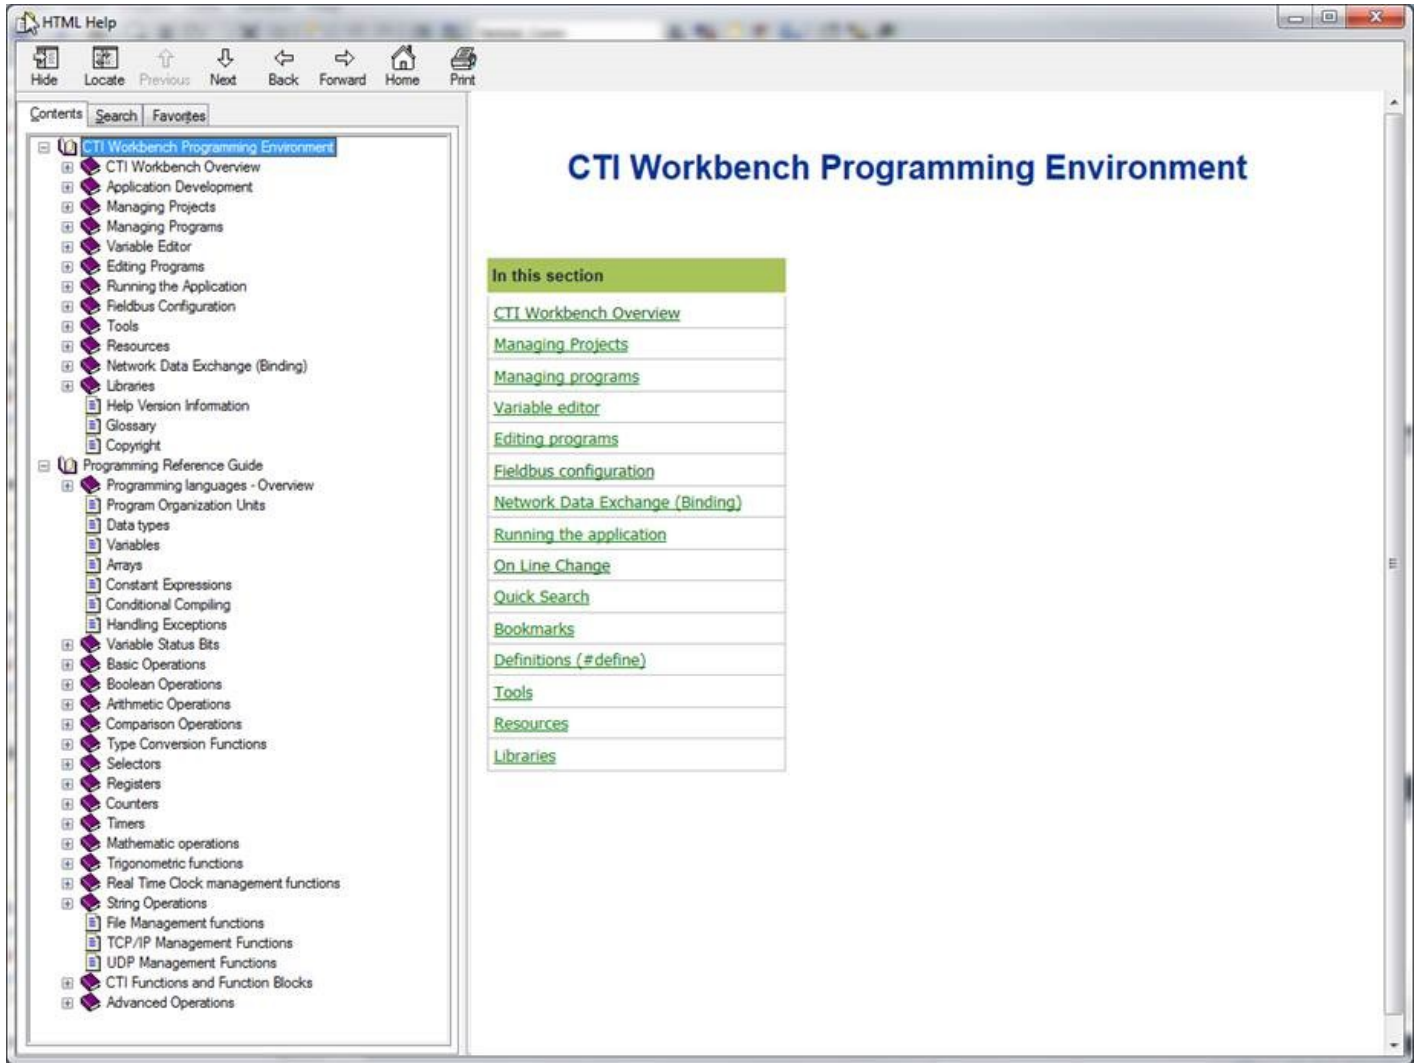 HTML Help
Hide Locate Previous Next Back Forward Home Print
Contents Search Favorites
CTI Workbench Programming Environment
CTI Workbench Overview
Application Development
Managing Projects
Managing Programs
Variable Editor
Editing Programs
Running the Application
Fieldbus Configuration
Tools
Resources
Network Data Exchange (Binding)
Libraries
Help Version Information
Glossary
Copyright
Programming Reference Guide
Programming languages - Overview
Program Organization Units
Data types
Variables
Arrays
Constant Expressions
Conditional Compiling
Handling Exceptions
Variable Status Bits
Basic Operations
Boolean Operations
Arithmetic Operations
Comparison Operations
Type Conversion Functions
Selectors
Registers
Counters
Timers
Mathematic operations
Trigonometric functions
Real Time Clock management functions
String Operations
File Management functions
TCP/IP Management Functions
UDP Management Functions
CTI Functions and Function Blocks
Advanced Operations
CTI Workbench Programming Environment
In this section
CTI Workbench Overview
Managing Projects
Managing programs
Variable editor
Editing programs
Fieldbus configuration
Network Data Exchange (Binding)
Running the application
On Line Change
Quick Search
Bookmarks
Definitions (#define)
Tools
Resources
Libraries